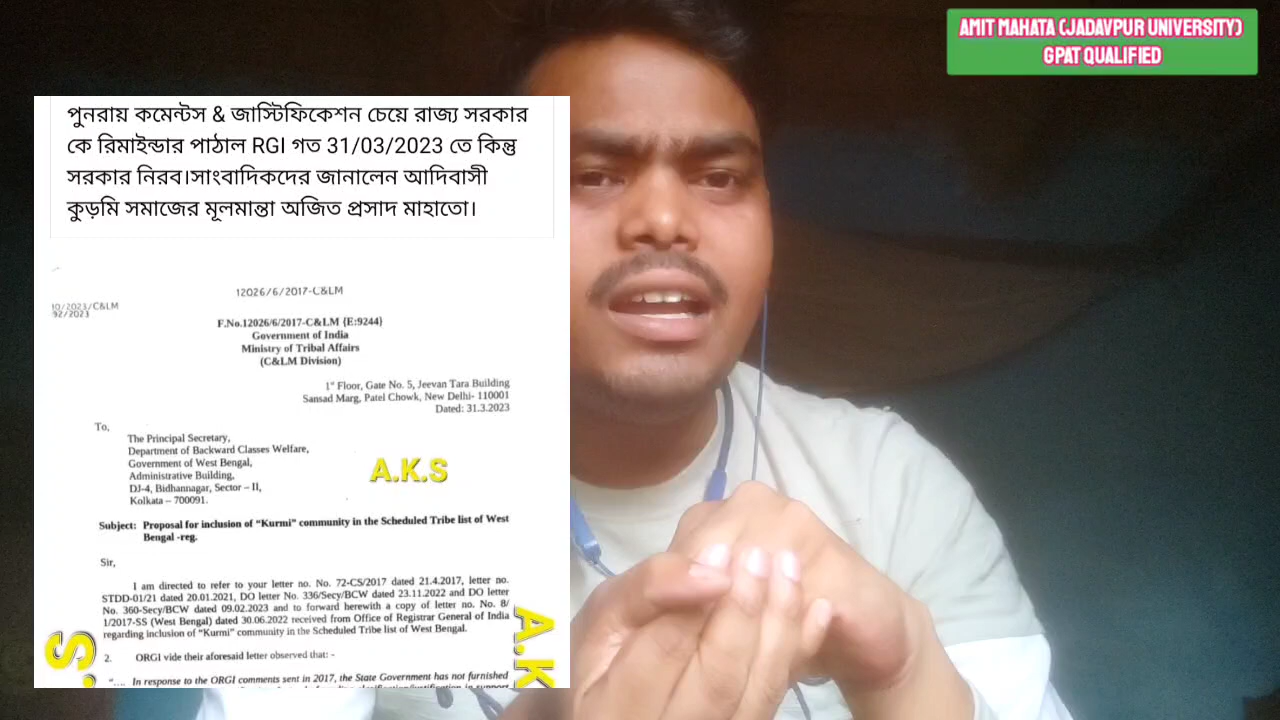 AMIT MAHATA (JADAVPUR UNIVERSITY)
GPAT QUALIFIED
পুনরায় কমেন্টস & জাস্টিফিকেশন চেয়ে রাজ্য সরকার
কে রিমাইন্ডার পাঠাল RGI গত 31/03/2023 তে কিন্তু
সরকার নিরব।সাংবাদিকদের জানালেন আদিবাসী
কুড়মি সমাজের মূলমান্তা অজিত প্রসাদ মাহাতো।
12026/6/2017-C&LM
10/2023/C&LM
92/2023
F.No.12026/6/2017-C&LM {E:9244}
Government of India
Ministry of Tribal Affairs
(C&LM Division)
1st Floor, Gate No. 5, Jeevan Tara Building
Sansad Marg, Patel Chowk, New Delhi- 110001
Dated: 31.3.2023
To,
The Principal Secretary,
Department of Backward Classes Welfare,
Government of West Bengal,
Administrative Building,
DJ-4, Bidhannagar, Sector – II,
Kolkata – 700091.
A.K.S
Subject: Proposal for inclusion of “Kurmi” community in the Scheduled Tribe list of West
Bengal -reg.
Sir,
I am directed to refer to your letter no. No. 72-CS/2017 dated 21.4.2017, letter no.
STDD-01/21 dated 20.01.2021, DO letter No. 336/Secy/BCW dated 23.11.2022 and DO letter
No. 360-Secy/BCW dated 09.02.2023 and to forward herewith a copy of letter no. No. 8/
1/2017-SS (West Bengal) dated 30.06.2022 received from Office of Registrar General of India
regarding inclusion of “Kurmi” community in the Scheduled Tribe list of West Bengal.
2. ORGI vide their aforesaid letter observed that: -
“.... In response to the ORGI comments sent in 2017, the State Government has not furnished
A.K
S.